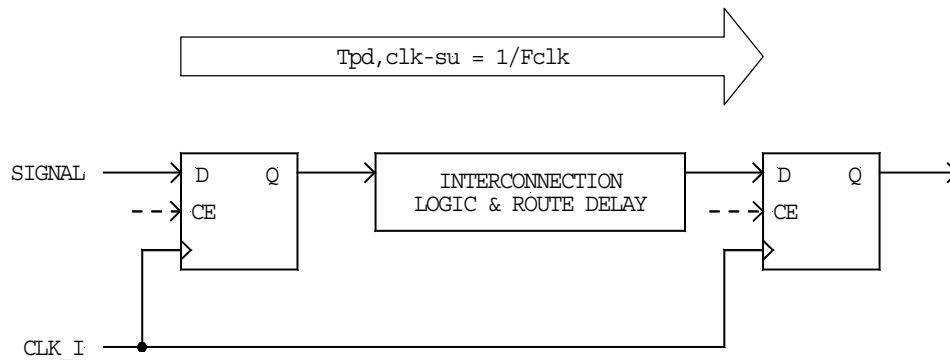 Tpd,clk-su = 1/Fclk
SIGNAL
D
Q
CE
INTERCONNECTION
LOGIC & ROUTE DELAY
D
Q
CE
CLK_I